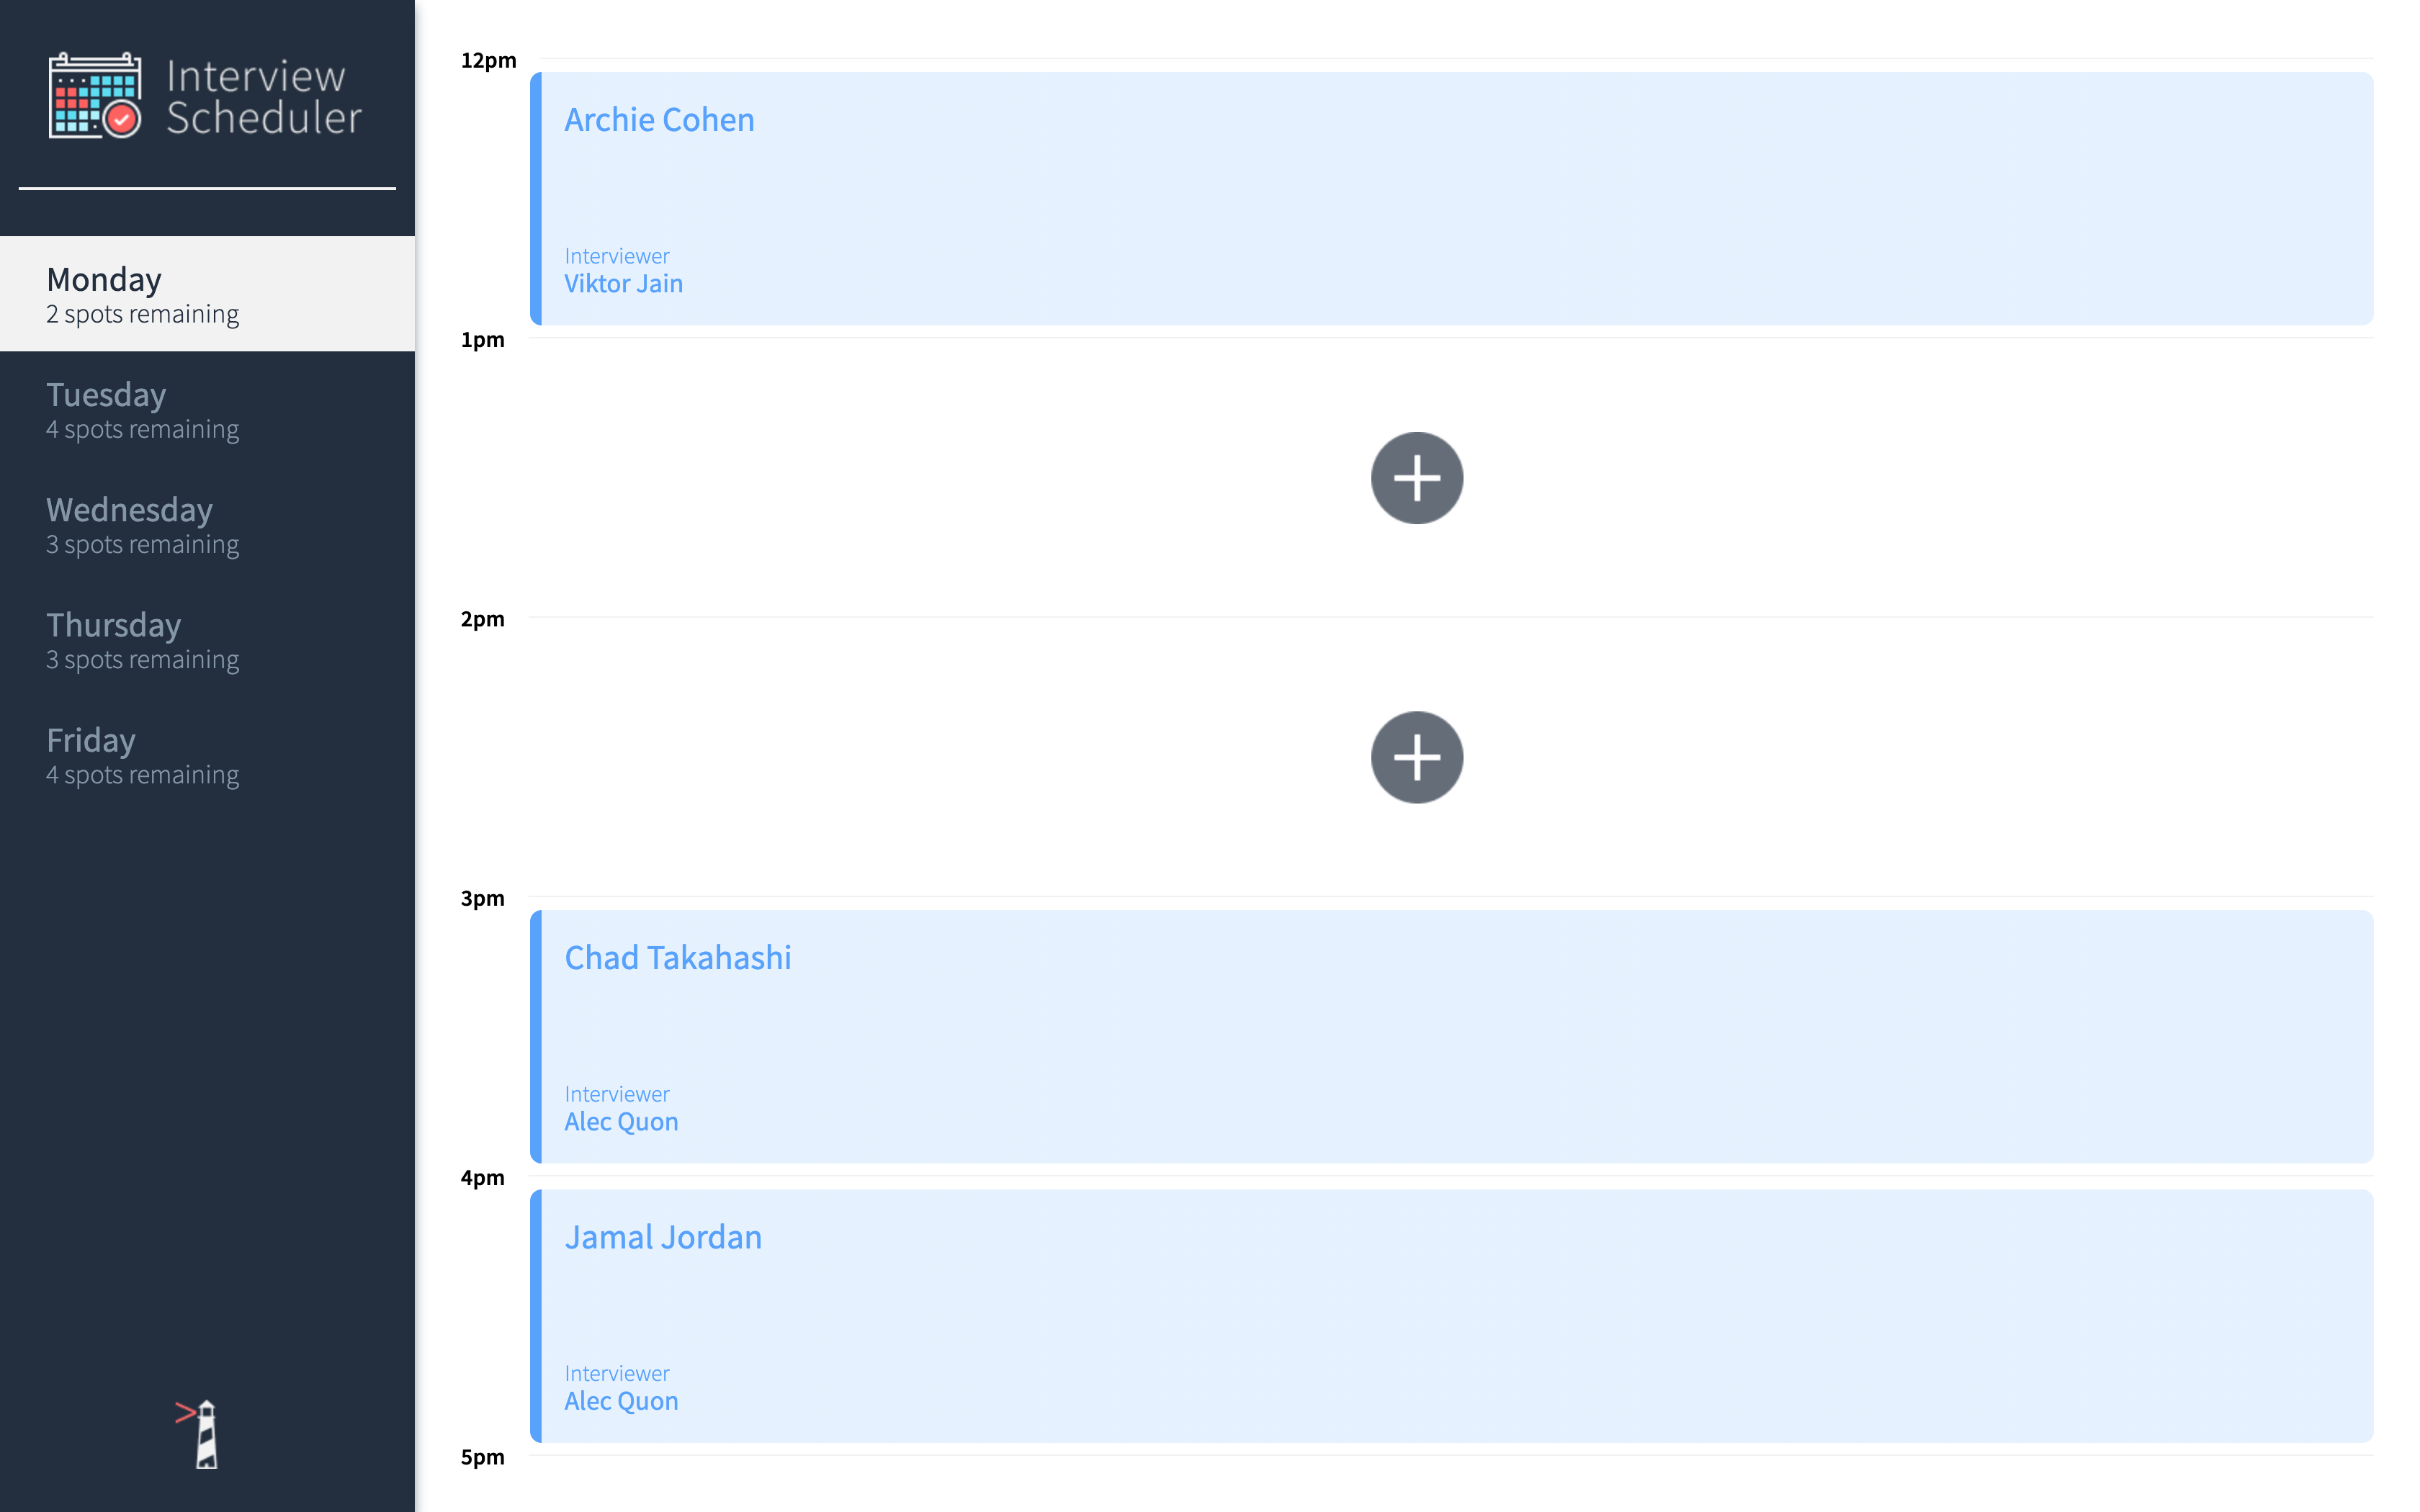 Interview
Scheduler
Monday
2 spots remaining
Tuesday
4 spots remaining
Wednesday
3 spots remaining
Thursday
3 spots remaining
Friday
4 spots remaining
12pm
Archie Cohen
Interviewer
Viktor Jain
1pm
2pm
3pm
Chad Takahashi
Interviewer
Alec Quon
4pm
Jamal Jordan
Interviewer
Alec Quon
5pm